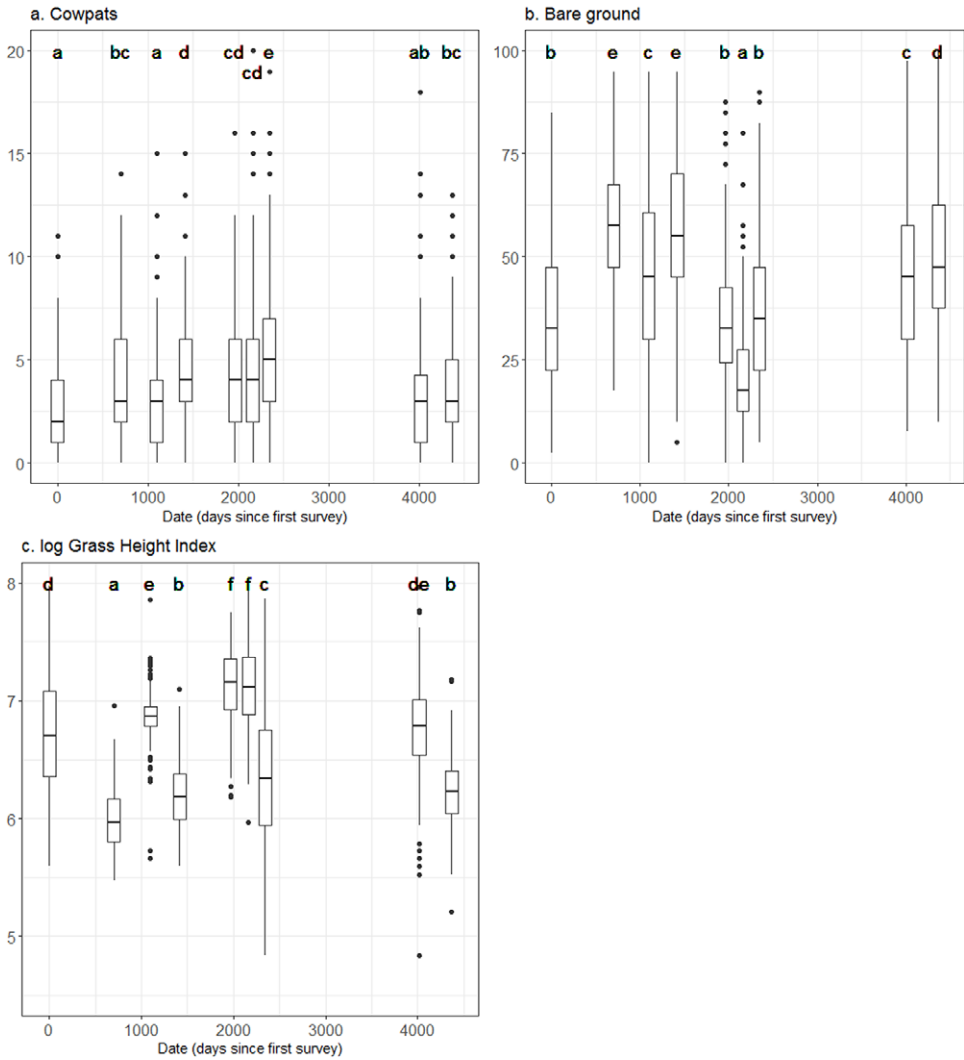 a. Cowpats
20
15
10
5
0
a bc a d cd cd e ab bc
0 1000 2000 3000 4000
Date (days since first survey)
b. Bare ground
100
75
50
25
0
b e c e b a b c d
0 1000 2000 3000 4000
Date (days since first survey)
c. log Grass Height Index
8
7
6
5
d a e b f f c de b
0 1000 2000 3000 4000
Date (days since first survey)